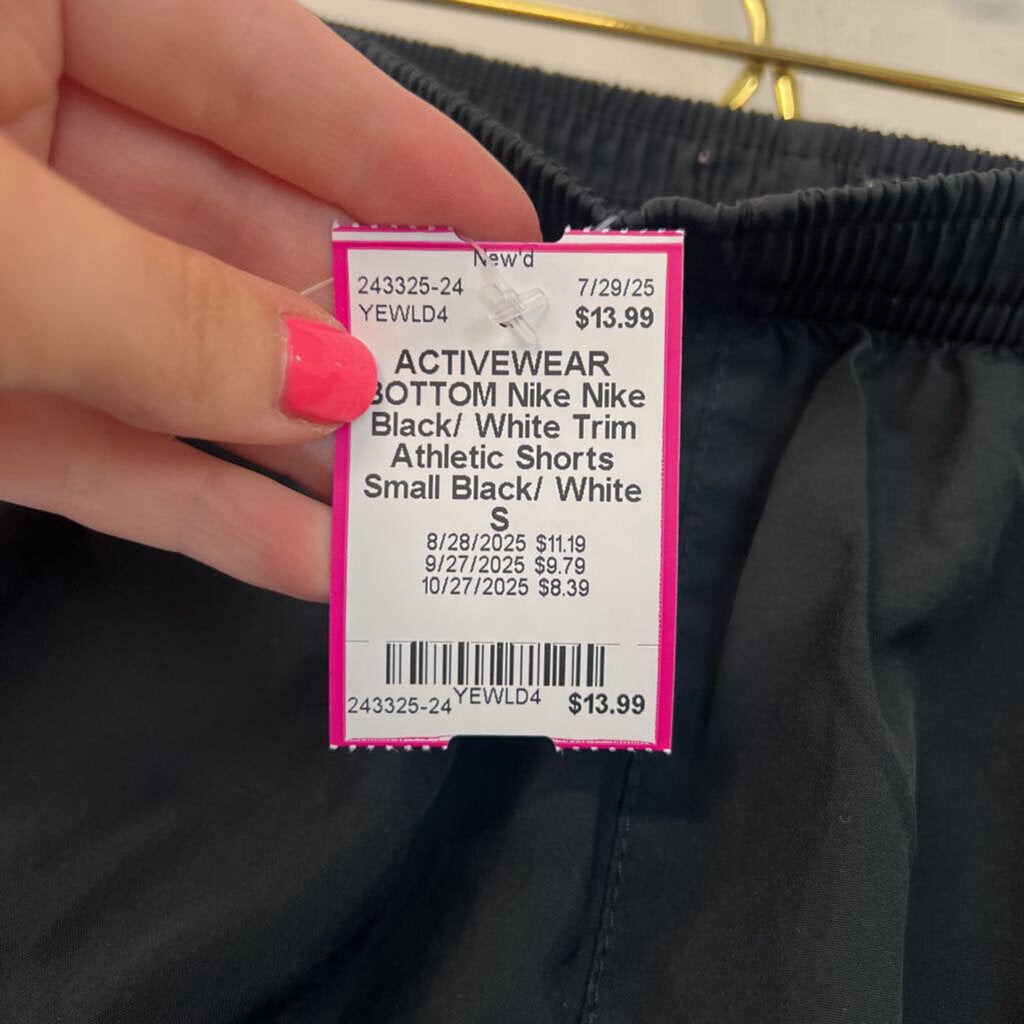 New'd
243325-24 7/29/25
YEWLD4 $13.99
ACTIVEWEAR
BOTTOM Nike Nike
Black/ White Trim
Athletic Shorts
Small Black/ White
S
8/28/2025 $11.19
9/27/2025 $9.79
10/27/2025 $8.39
243325-24 YEWLD4 $13.99